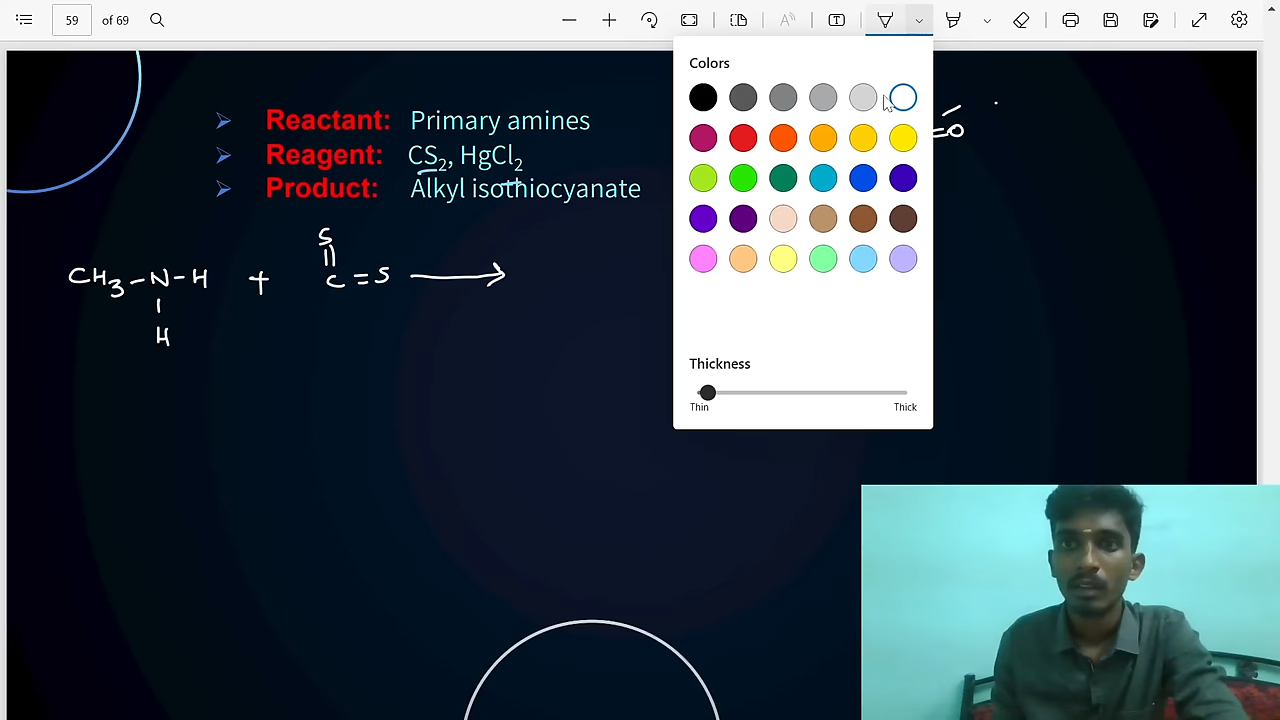 59 of 69
Colors
Reactant: Primary amines
Reagent: CS₂, HgCl₂
Product: Alkyl isothiocyanate
=O
S
||
CH₃-N-H + C=S ⟶
|
H
Thickness
Thin Thick